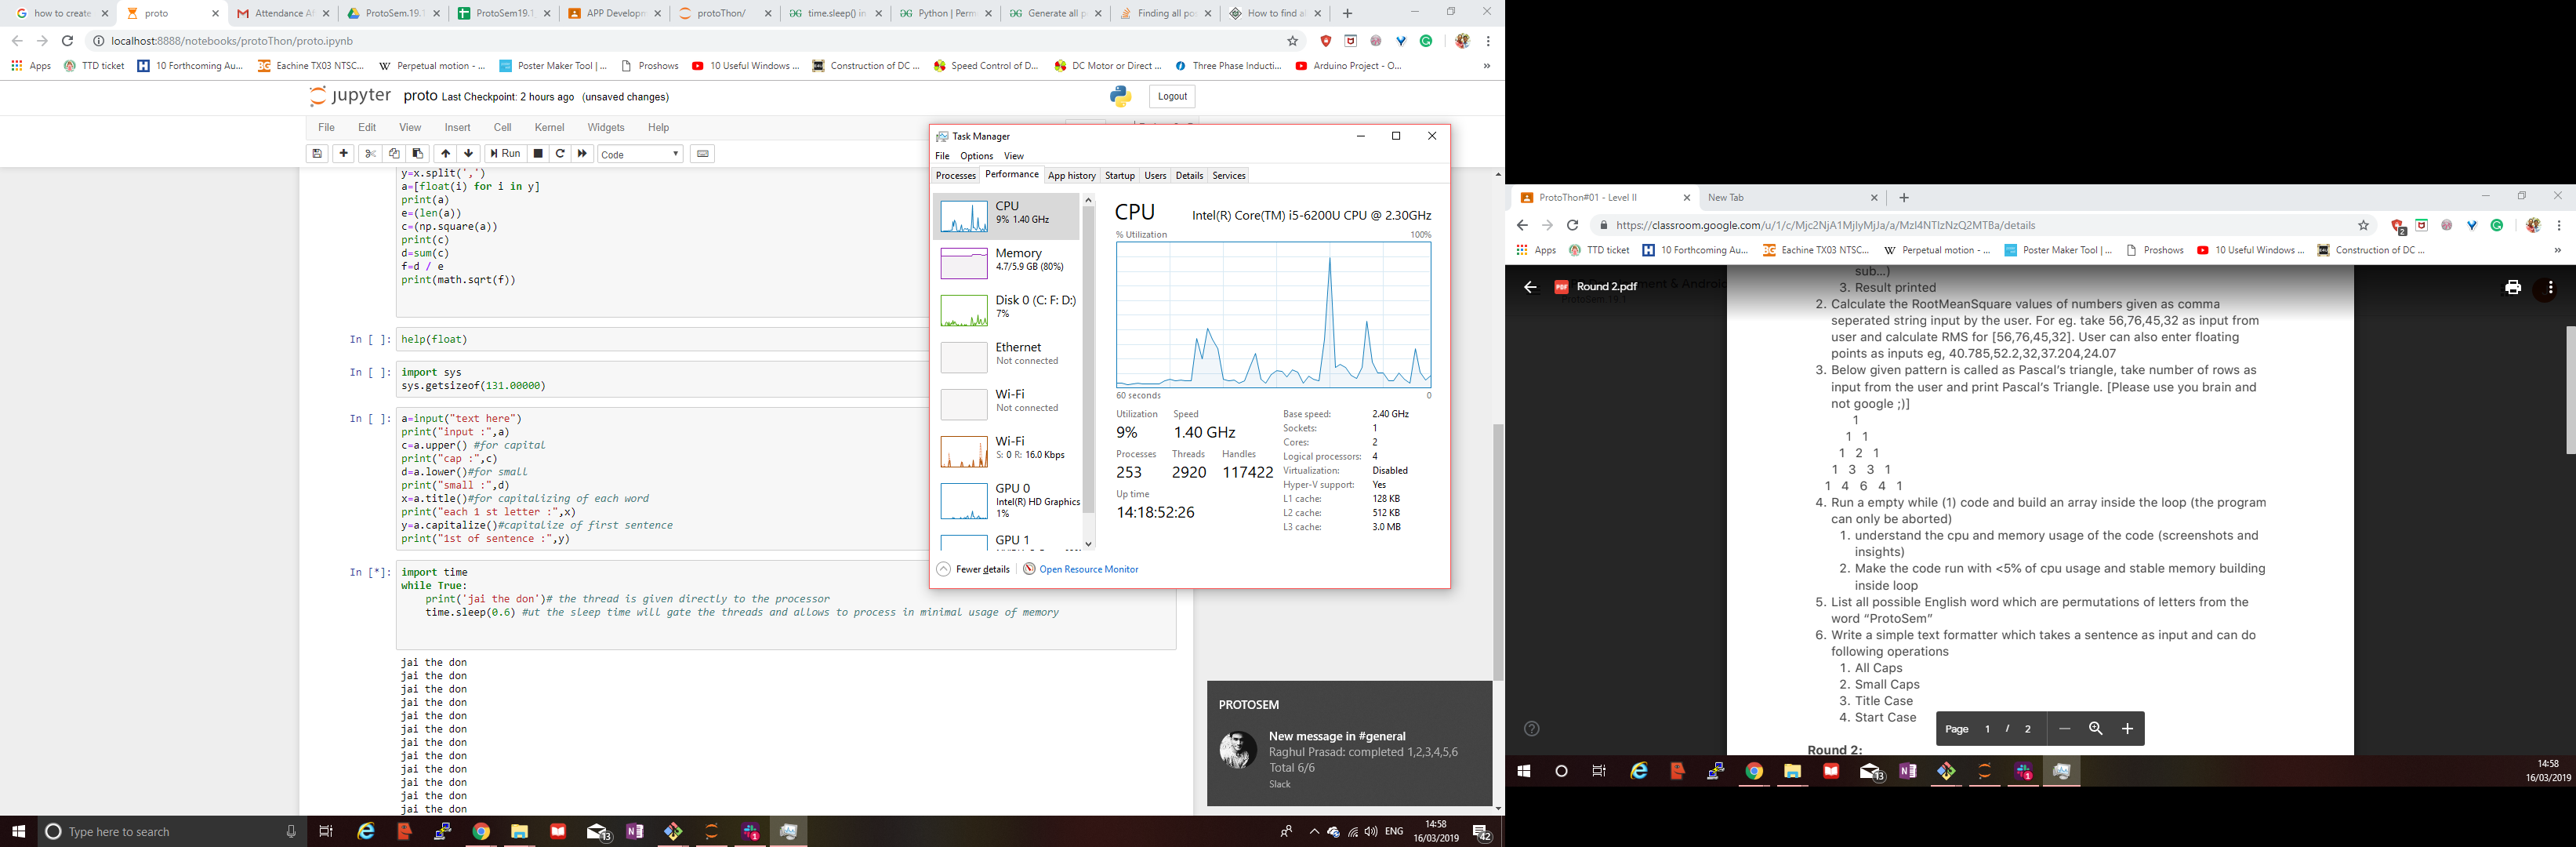 how to create
proto
Attendance A
ProtoSem.19.
ProtoSem19.1
APP Developn
protoThon/
time.sleep() in
Python | Perm
Generate all p
Finding all po
How to find a
localhost:8888/notebooks/protoThon/proto.ipynb
Apps
TTD ticket
10 Forthcoming Au...
Eachine TX03 NTSC...
Perpetual motion - ...
Poster Maker Tool | ...
Proshows
10 Useful Windows ...
Construction of DC ...
Speed Control of D...
DC Motor or Direct ...
Three Phase Inducti...
Arduino Project - O...
»
jupyter proto Last Checkpoint: 2 hours ago (unsaved changes)
Logout
File Edit View Insert Cell Kernel Widgets Help
Run
Code
y=x.split(',')
a=[float(i) for i in y]
print(a)
e=(len(a))
c=(np.square(a))
print(c)
d=sum(c)
f=d / e
print(math.sqrt(f))
In [ ]: help(float)
In [ ]: import sys
sys.getsizeof(131.00000)
In [ ]: a=input("text here")
print("input :",a)
c=a.upper() #for capital
print("cap :",c)
d=a.lower()#for small
print("small :",d)
x=a.title()#for capitalizing of each word
print("each 1 st letter :",x)
y=a.capitalize()#capitalize of first sentence
print("1st of sentence :",y)
In [*]: import time
while True:
print('jai the don')# the thread is given directly to the processor
time.sleep(0.6) #ut the sleep time will gate the threads and allows to process in minimal usage of memory
jai the don
jai the don
jai the don
jai the don
jai the don
jai the don
jai the don
jai the don
jai the don
jai the don
jai the don
jai the don
Task Manager
File Options View
Processes Performance App history Startup Users Details Services
CPU
9% 1.40 GHz
Memory
4.7/5.9 GB (80%)
Disk 0 (C: F: D:)
7%
Ethernet
Not connected
Wi-Fi
Not connected
Wi-Fi
S: 0 R: 16.0 Kbps
GPU 0
Intel(R) HD Graphics
1%
GPU 1
CPU Intel(R) Core(TM) i5-6200U CPU @ 2.30GHz
% Utilization 100%
60 seconds 0
Utilization Speed
9% 1.40 GHz
Processes Threads Handles
253 2920 117422
Up time
14:18:52:26
Base speed: 2.40 GHz
Sockets: 1
Cores: 2
Logical processors: 4
Virtualization: Disabled
Hyper-V support: Yes
L1 cache: 128 KB
L2 cache: 512 KB
L3 cache: 3.0 MB
Fewer details
Open Resource Monitor
PROTOSEM
New message in #general
Raghul Prasad: completed 1,2,3,4,5,6
Total 6/6
Slack
Type here to search
13
1
ENG
14:58
16/03/2019
42
ProtoThon#01 - Level II
New Tab
https://classroom.google.com/u/1/c/Mjc2NjA1MjIyMjJa/a/MzI4NTIzNzQ2MTBa/details
2
Apps
TTD ticket
10 Forthcoming Au...
Eachine TX03 NTSC...
Perpetual motion - ...
Poster Maker Tool | ...
Proshows
10 Useful Windows ...
Construction of DC ...
»
PDF Round 2.pdf
sub...)
3. Result printed
2. Calculate the RootMeanSquare values of numbers given as comma
seperated string input by the user. For eg. take 56,76,45,32 as input from
user and calculate RMS for [56,76,45,32]. User can also enter floating
points as inputs eg, 40.785,52.2,32,37.204,24.07
3. Below given pattern is called as Pascal's triangle, take number of rows as
input from the user and print Pascal's Triangle. [Please use you brain and
not google ;)]
1
1 1
1 2 1
1 3 3 1
1 4 6 4 1
4. Run a empty while (1) code and build an array inside the loop (the program
can only be aborted)
1. understand the cpu and memory usage of the code (screenshots and
insights)
2. Make the code run with <5% of cpu usage and stable memory building
inside loop
5. List all possible English word which are permutations of letters from the
word “ProtoSem”
6. Write a simple text formatter which takes a sentence as input and can do
following operations
1. All Caps
2. Small Caps
3. Title Case
4. Start Case
Round 2:
Page 1 / 2
13
1
14:58
16/03/2019